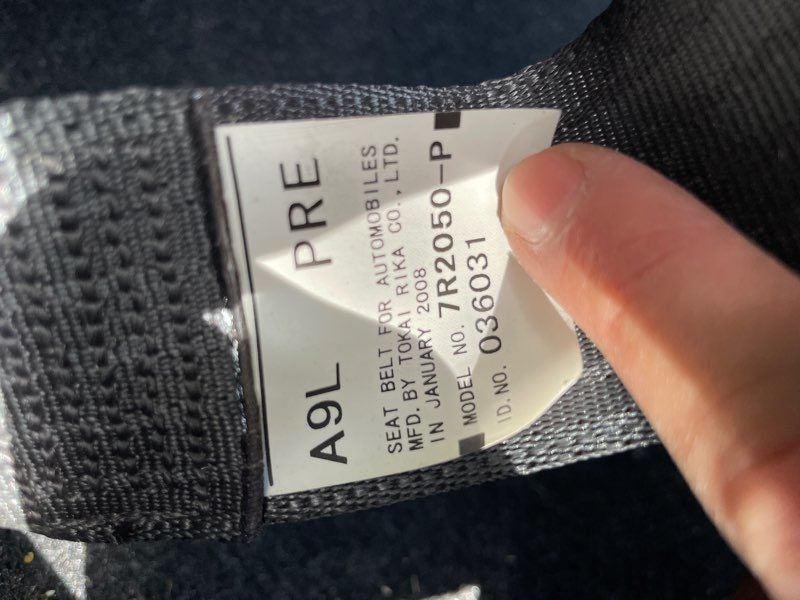 A9L PRE
SEAT BELT FOR AUTOMOBILES
MFD. BY TOKAI RIKA CO., LTD.
IN JANUARY 2008
MODEL NO. 7R2050-P
ID. NO. 036031